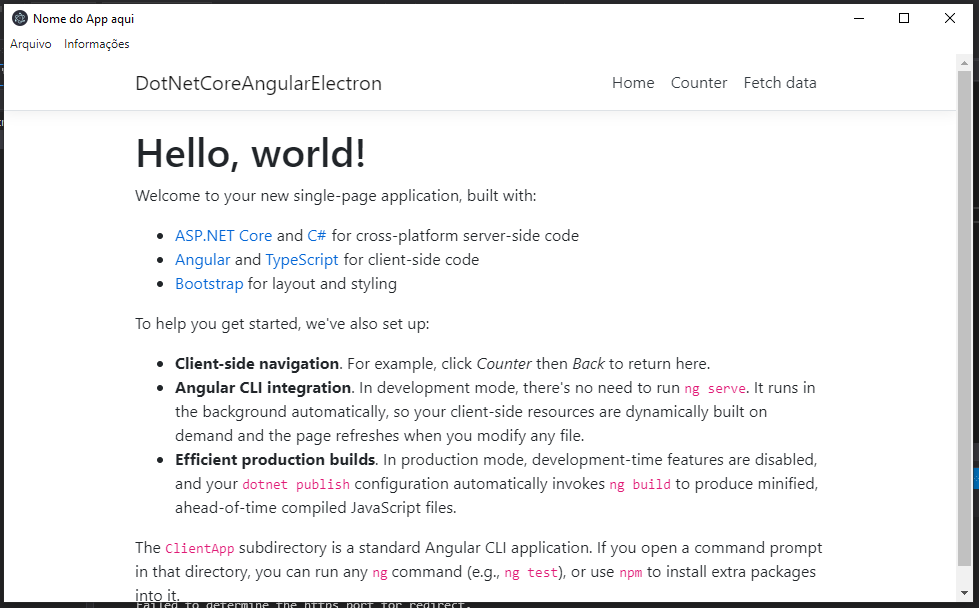 Nome do App aqui
Arquivo Informações
DotNetCoreAngularElectron Home Counter Fetch data
Hello, world!
Welcome to your new single-page application, built with:
• ASP.NET Core and C# for cross-platform server-side code
• Angular and TypeScript for client-side code
• Bootstrap for layout and styling
To help you get started, we've also set up:
• Client-side navigation. For example, click Counter then Back to return here.
• Angular CLI integration. In development mode, there's no need to run ng serve. It runs in
the background automatically, so your client-side resources are dynamically built on
demand and the page refreshes when you modify any file.
• Efficient production builds. In production mode, development-time features are disabled,
and your dotnet publish configuration automatically invokes ng build to produce minified,
ahead-of-time compiled JavaScript files.
The ClientApp subdirectory is a standard Angular CLI application. If you open a command prompt
in that directory, you can run any ng command (e.g., ng test), or use npm to install extra packages
into it.
Failed to determine the https port for redirect.